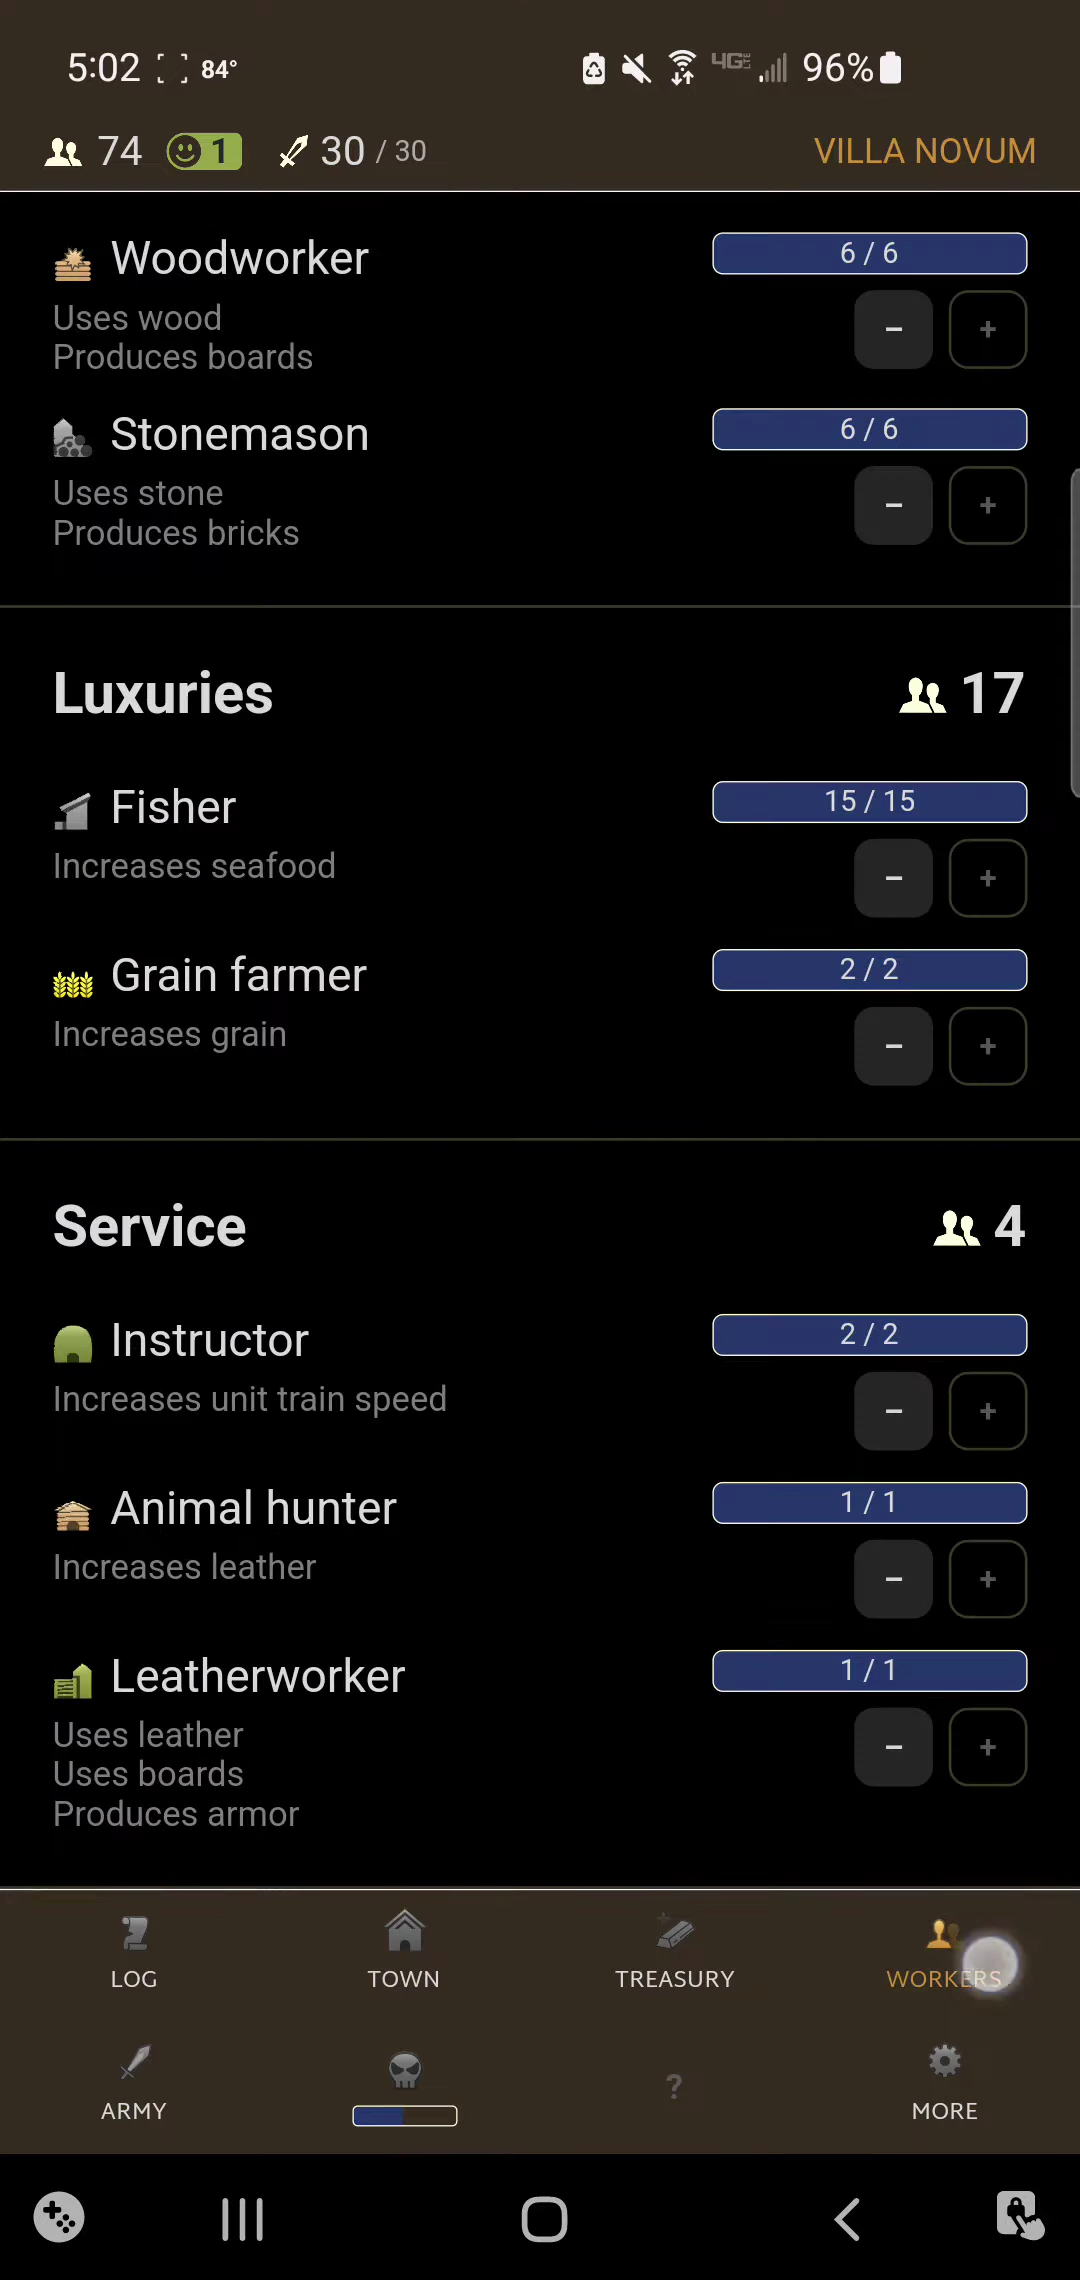 5:02 84° 4G LTE 96%
74 1 30 / 30 VILLA NOVUM
Woodworker 6 / 6
Uses wood
Produces boards
− +
Stonemason 6 / 6
Uses stone
Produces bricks
− +
Luxuries 17
Fisher 15 / 15
Increases seafood
− +
Grain farmer 2 / 2
Increases grain
− +
Service 4
Instructor 2 / 2
Increases unit train speed
− +
Animal hunter 1 / 1
Increases leather
− +
Leatherworker 1 / 1
Uses leather
Uses boards
Produces armor
− +
LOG TOWN TREASURY WORKERS
ARMY ? MORE